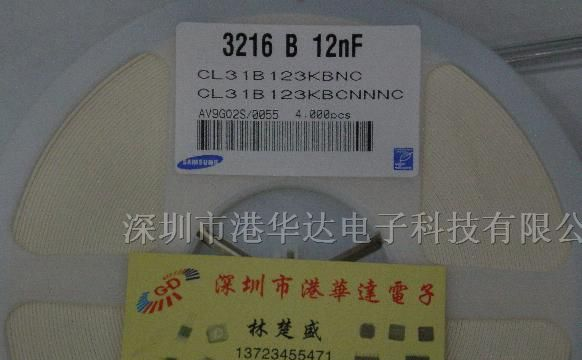 3216 B 12nF
CL31B123KBNC
CL31B123KBCNNNC
AV9G02S/0055 4.000pcs
SAMSUNG
深圳市港华达电子科技有限公
GD
深圳市港華達電子
林楚盛
13723455471